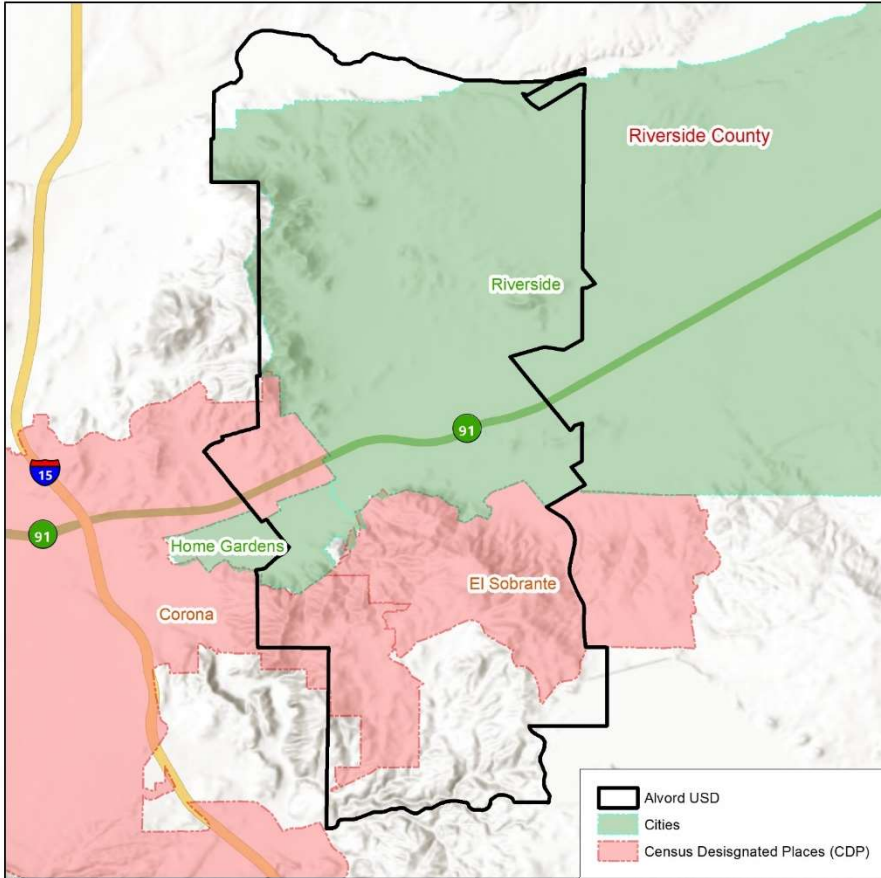 Riverside County
Riverside
91
15
91
Home Gardens
El Sobrante
Corona
Alvord USD
Cities
Census Desisgnated Places (CDP)